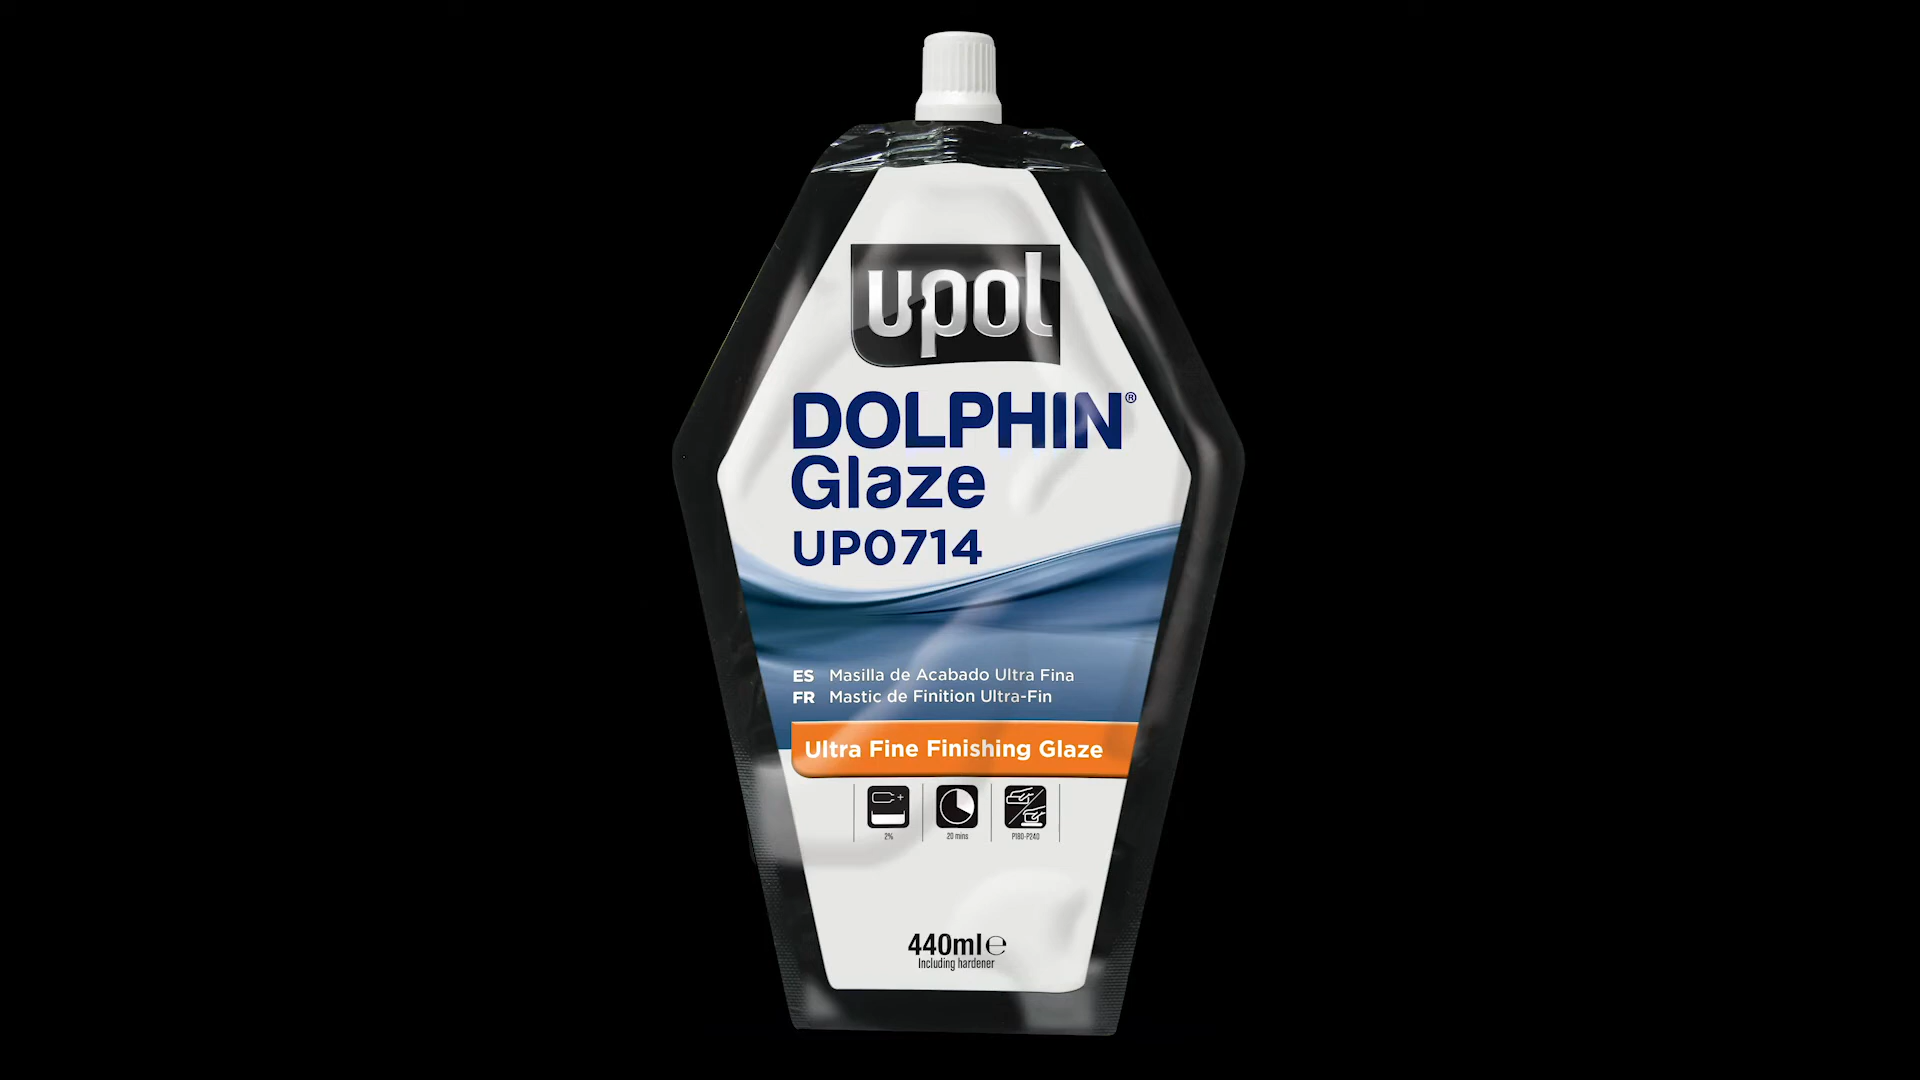 upol
DOLPHIN®
Glaze
UP0714
ES Masilla de Acabado Ultra Fina
FR Mastic de Finition Ultra-Fin
Ultra Fine Finishing Glaze
2%
20 mins
P180-P240
440ml℮
Including hardener